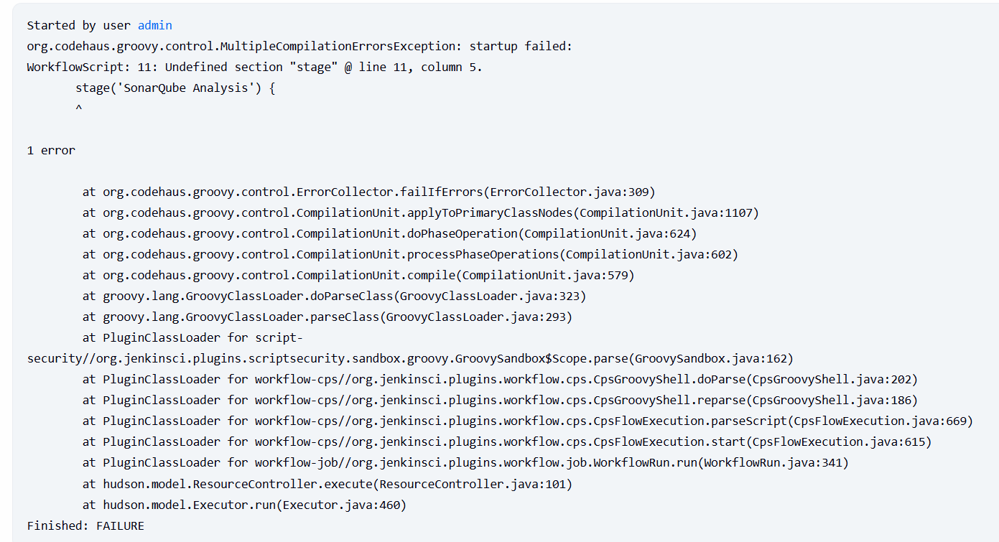 Started by user admin
org.codehaus.groovy.control.MultipleCompilationErrorsException: startup failed:
WorkflowScript: 11: Undefined section "stage" @ line 11, column 5.
       stage('SonarQube Analysis') {
       ^
1 error
        at org.codehaus.groovy.control.ErrorCollector.failIfErrors(ErrorCollector.java:309)
        at org.codehaus.groovy.control.CompilationUnit.applyToPrimaryClassNodes(CompilationUnit.java:1107)
        at org.codehaus.groovy.control.CompilationUnit.doPhaseOperation(CompilationUnit.java:624)
        at org.codehaus.groovy.control.CompilationUnit.processPhaseOperations(CompilationUnit.java:602)
        at org.codehaus.groovy.control.CompilationUnit.compile(CompilationUnit.java:579)
        at groovy.lang.GroovyClassLoader.doParseClass(GroovyClassLoader.java:323)
        at groovy.lang.GroovyClassLoader.parseClass(GroovyClassLoader.java:293)
        at PluginClassLoader for script-
security//org.jenkinsci.plugins.scriptsecurity.sandbox.groovy.GroovySandbox$Scope.parse(GroovySandbox.java:162)
        at PluginClassLoader for workflow-cps//org.jenkinsci.plugins.workflow.cps.CpsGroovyShell.doParse(CpsGroovyShell.java:202)
        at PluginClassLoader for workflow-cps//org.jenkinsci.plugins.workflow.cps.CpsGroovyShell.reparse(CpsGroovyShell.java:186)
        at PluginClassLoader for workflow-cps//org.jenkinsci.plugins.workflow.cps.CpsFlowExecution.parseScript(CpsFlowExecution.java:669)
        at PluginClassLoader for workflow-cps//org.jenkinsci.plugins.workflow.cps.CpsFlowExecution.start(CpsFlowExecution.java:615)
        at PluginClassLoader for workflow-job//org.jenkinsci.plugins.workflow.job.WorkflowRun.run(WorkflowRun.java:341)
        at hudson.model.ResourceController.execute(ResourceController.java:101)
        at hudson.model.Executor.run(Executor.java:460)
Finished: FAILURE